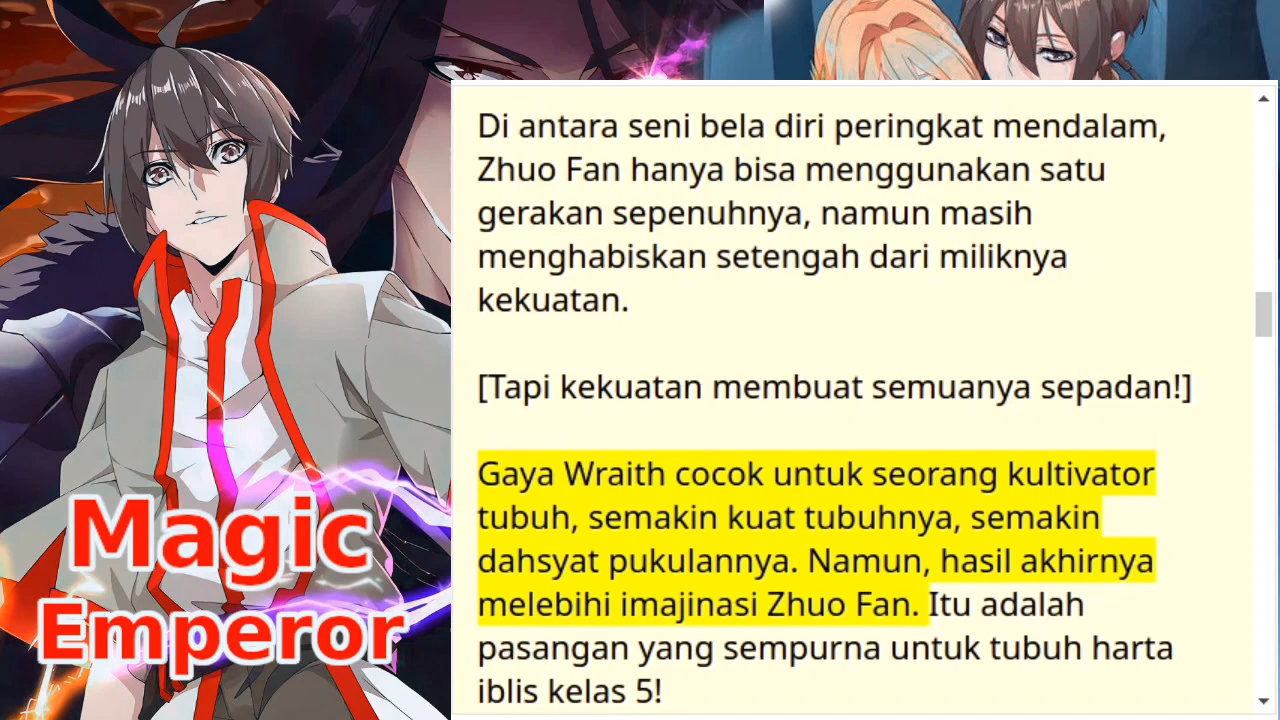 Magic
Emperor
Di antara seni bela diri peringkat mendalam,
Zhuo Fan hanya bisa menggunakan satu
gerakan sepenuhnya, namun masih
menghabiskan setengah dari miliknya
kekuatan.
[Tapi kekuatan membuat semuanya sepadan!]
Gaya Wraith cocok untuk seorang kultivator
tubuh, semakin kuat tubuhnya, semakin
dahsyat pukulannya. Namun, hasil akhirnya
melebihi imajinasi Zhuo Fan. Itu adalah
pasangan yang sempurna untuk tubuh harta
iblis kelas 5!